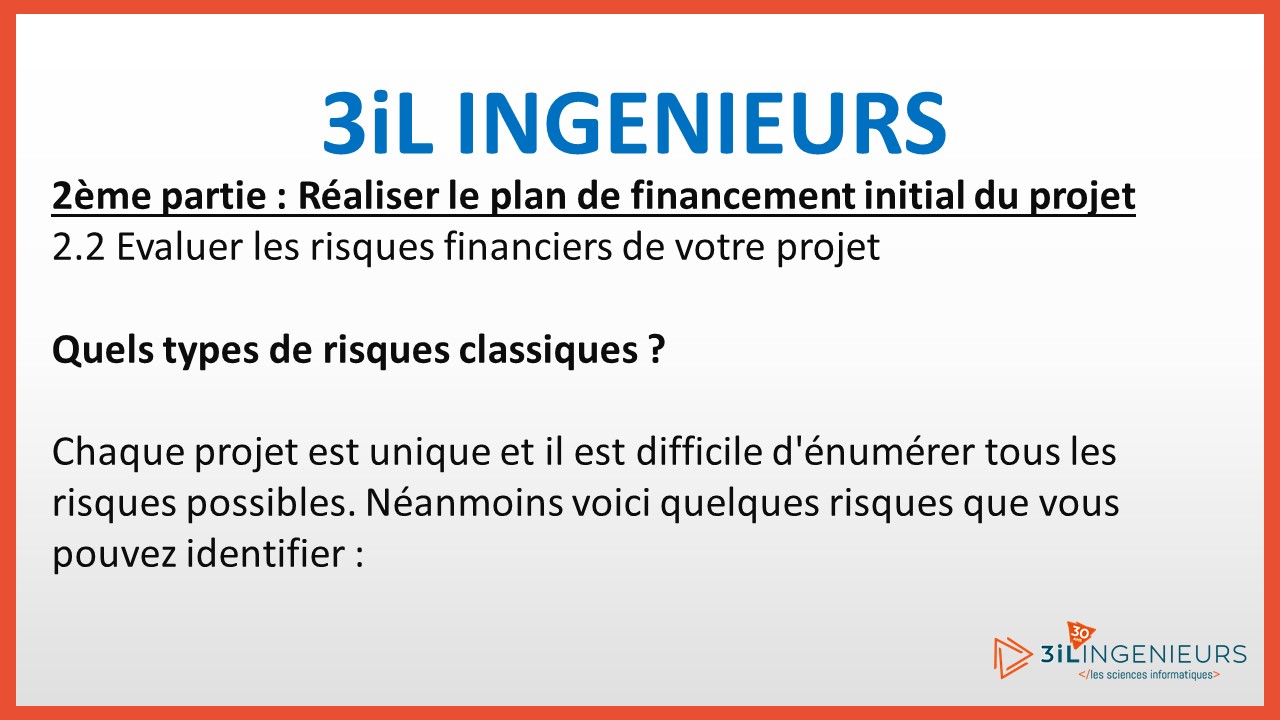 3iL INGENIEURS
2ème partie : Réaliser le plan de financement initial du projet
2.2 Evaluer les risques financiers de votre projet
Quels types de risques classiques ?
Chaque projet est unique et il est difficile d'énumérer tous les
risques possibles. Néanmoins voici quelques risques que vous
pouvez identifier :
30
3iLINGENIEURS
</les sciences informatiques>